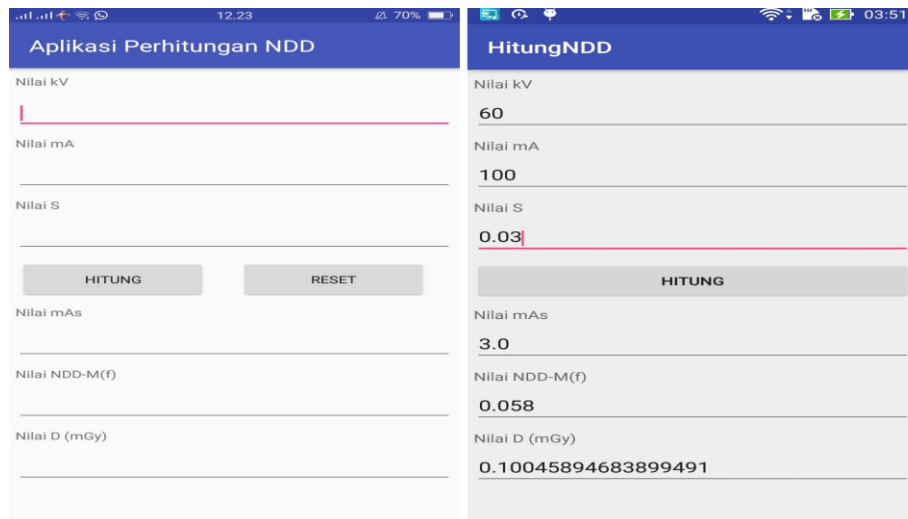 12.23
70%
Aplikasi Perhitungan NDD
Nilai kV
Nilai mA
Nilai S
HITUNG
RESET
Nilai mAs
Nilai NDD-M(f)
Nilai D (mGy)
03:51
HitungNDD
Nilai kV
60
Nilai mA
100
Nilai S
0.03
HITUNG
Nilai mAs
3.0
Nilai NDD-M(f)
0.058
Nilai D (mGy)
0.10045894683899491